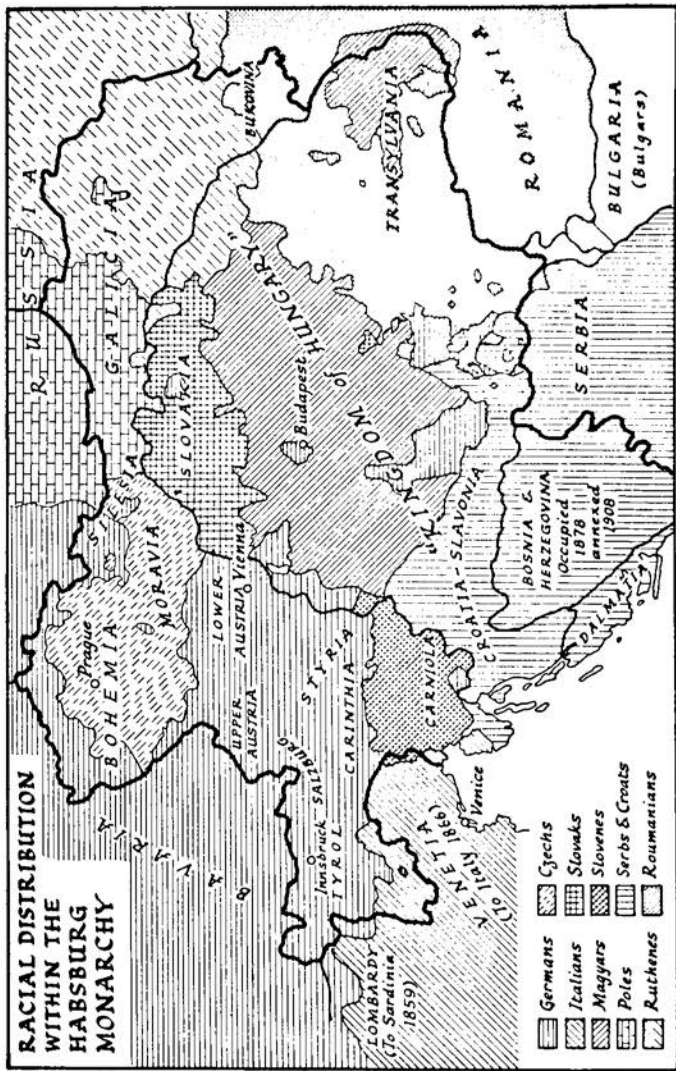 RACIAL DISTRIBUTION
WITHIN THE
HABSBURG
MONARCHY
RUSSIA
GALICIA
BUKOVINA
SILESIA
Prague
BOHEMIA
MORAVIA
BAVARIA
SLOVAKIA
LOWER
AUSTRIA
Vienna
UPPER
AUSTRIA
SALZBURG
Innsbruck
TYROL
STYRIA
CARINTHIA
CARNIOLA
Budapest
"KINGDOM of HUNGARY"
TRANSYLVANIA
ROMANIA
BULGARIA
(Bulgars)
SERBIA
CROATIA-SLAVONIA
BOSNIA &
HERZEGOVINA
Occupied
1878
annexed
1908
DALMATIA
VENETIA
(To Italy 1866)
Venice
LOMBARDY
(To Sardinia
1859)
Germans
Italians
Magyars
Poles
Ruthenes
Czechs
Slovaks
Slovenes
Serbs & Croats
Roumanians